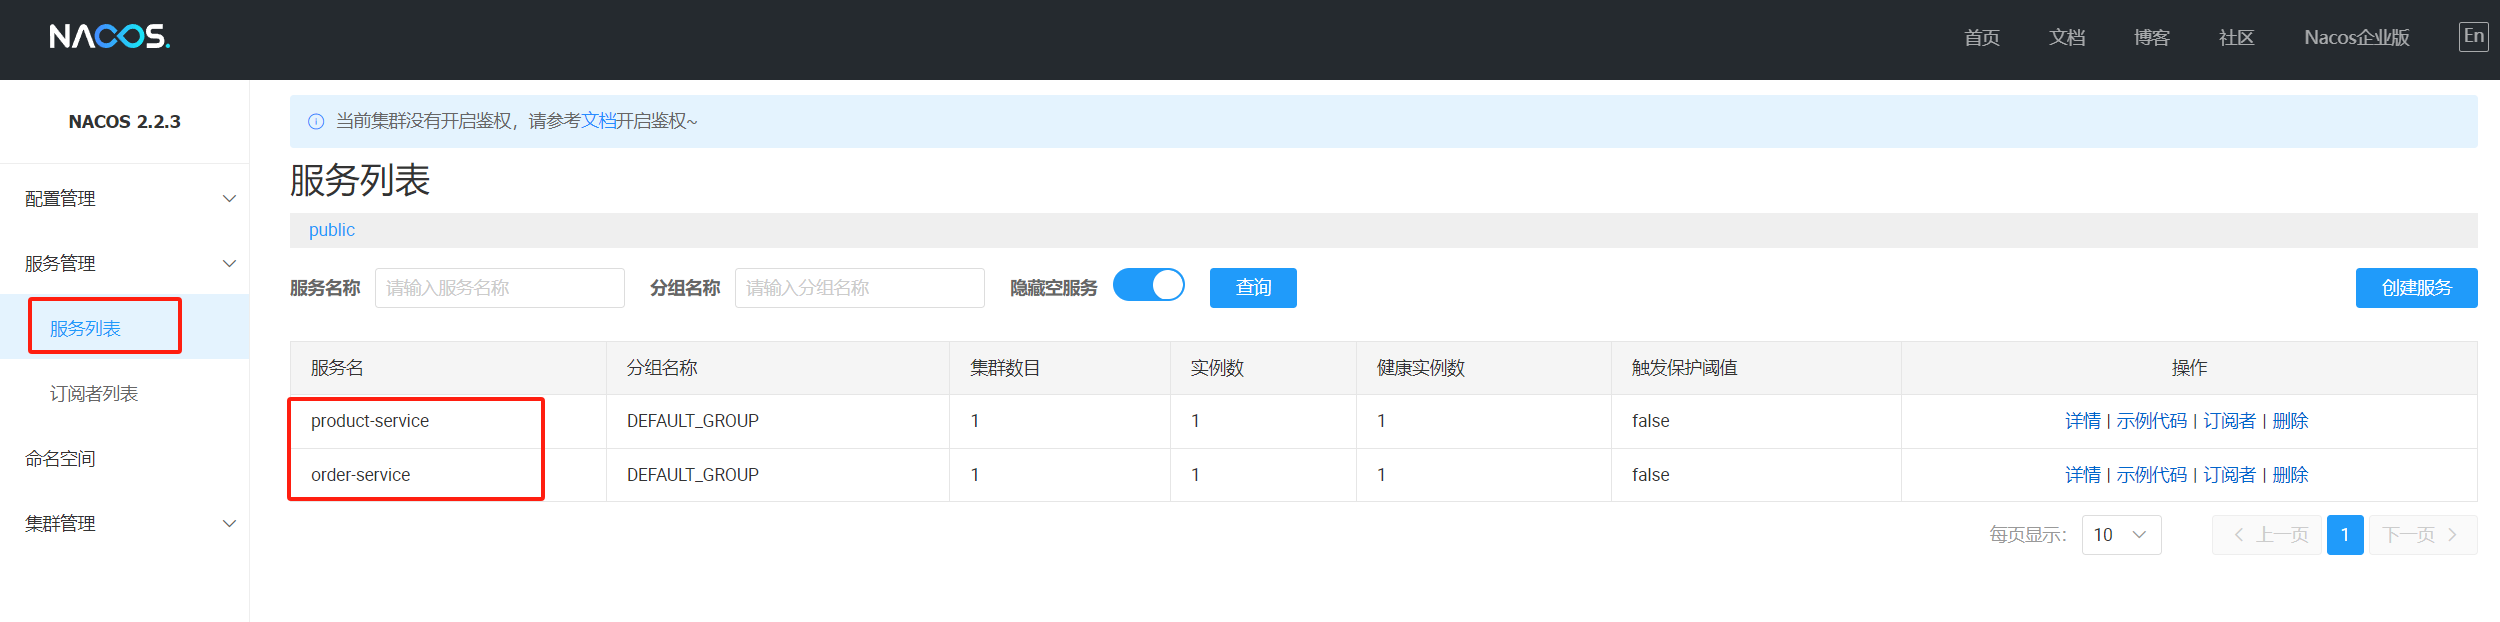 NACOS.
首页 文档 博客 社区 Nacos企业版 En
NACOS 2.2.3
配置管理
服务管理
服务列表
订阅者列表
命名空间
集群管理
当前集群没有开启鉴权，请参考文档开启鉴权~
服务列表
public
服务名称 请输入服务名称 分组名称 请输入分组名称 隐藏空服务 查询 创建服务
服务名 分组名称 集群数目 实例数 健康实例数 触发保护阈值 操作
product-service DEFAULT_GROUP 1 1 1 false 详情 | 示例代码 | 订阅者 | 删除
order-service DEFAULT_GROUP 1 1 1 false 详情 | 示例代码 | 订阅者 | 删除
每页显示： 10 上一页 1 下一页